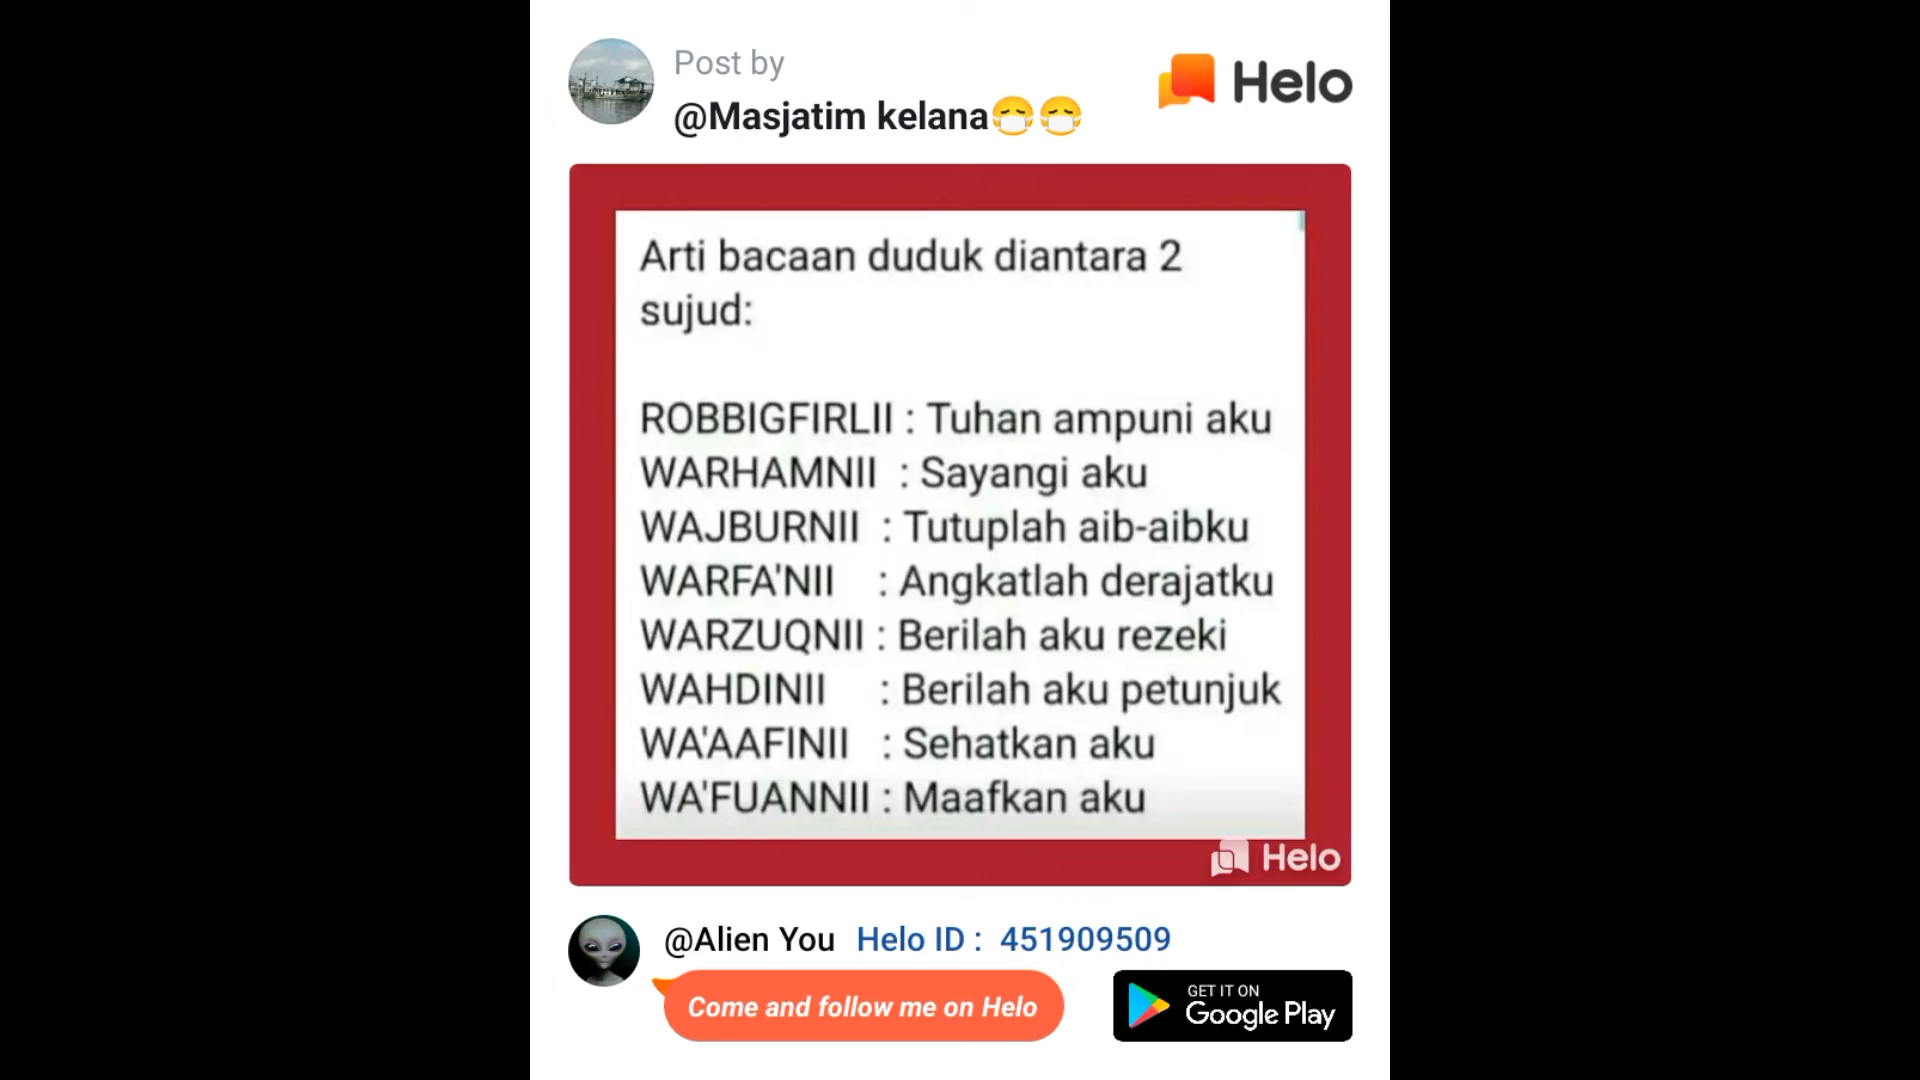 Post by
@Masjatim kelana😷😷
Helo
Arti bacaan duduk diantara 2
sujud:
ROBBIGFIRLII : Tuhan ampuni aku
WARHAMNII : Sayangi aku
WAJBURNII : Tutuplah aib-aibku
WARFA'NII : Angkatlah derajatku
WARZUQNII : Berilah aku rezeki
WAHDINII : Berilah aku petunjuk
WA'AAFINII : Sehatkan aku
WA'FUANNII : Maafkan aku
Helo
@Alien You Helo ID : 451909509
Come and follow me on Helo
GET IT ON
Google Play